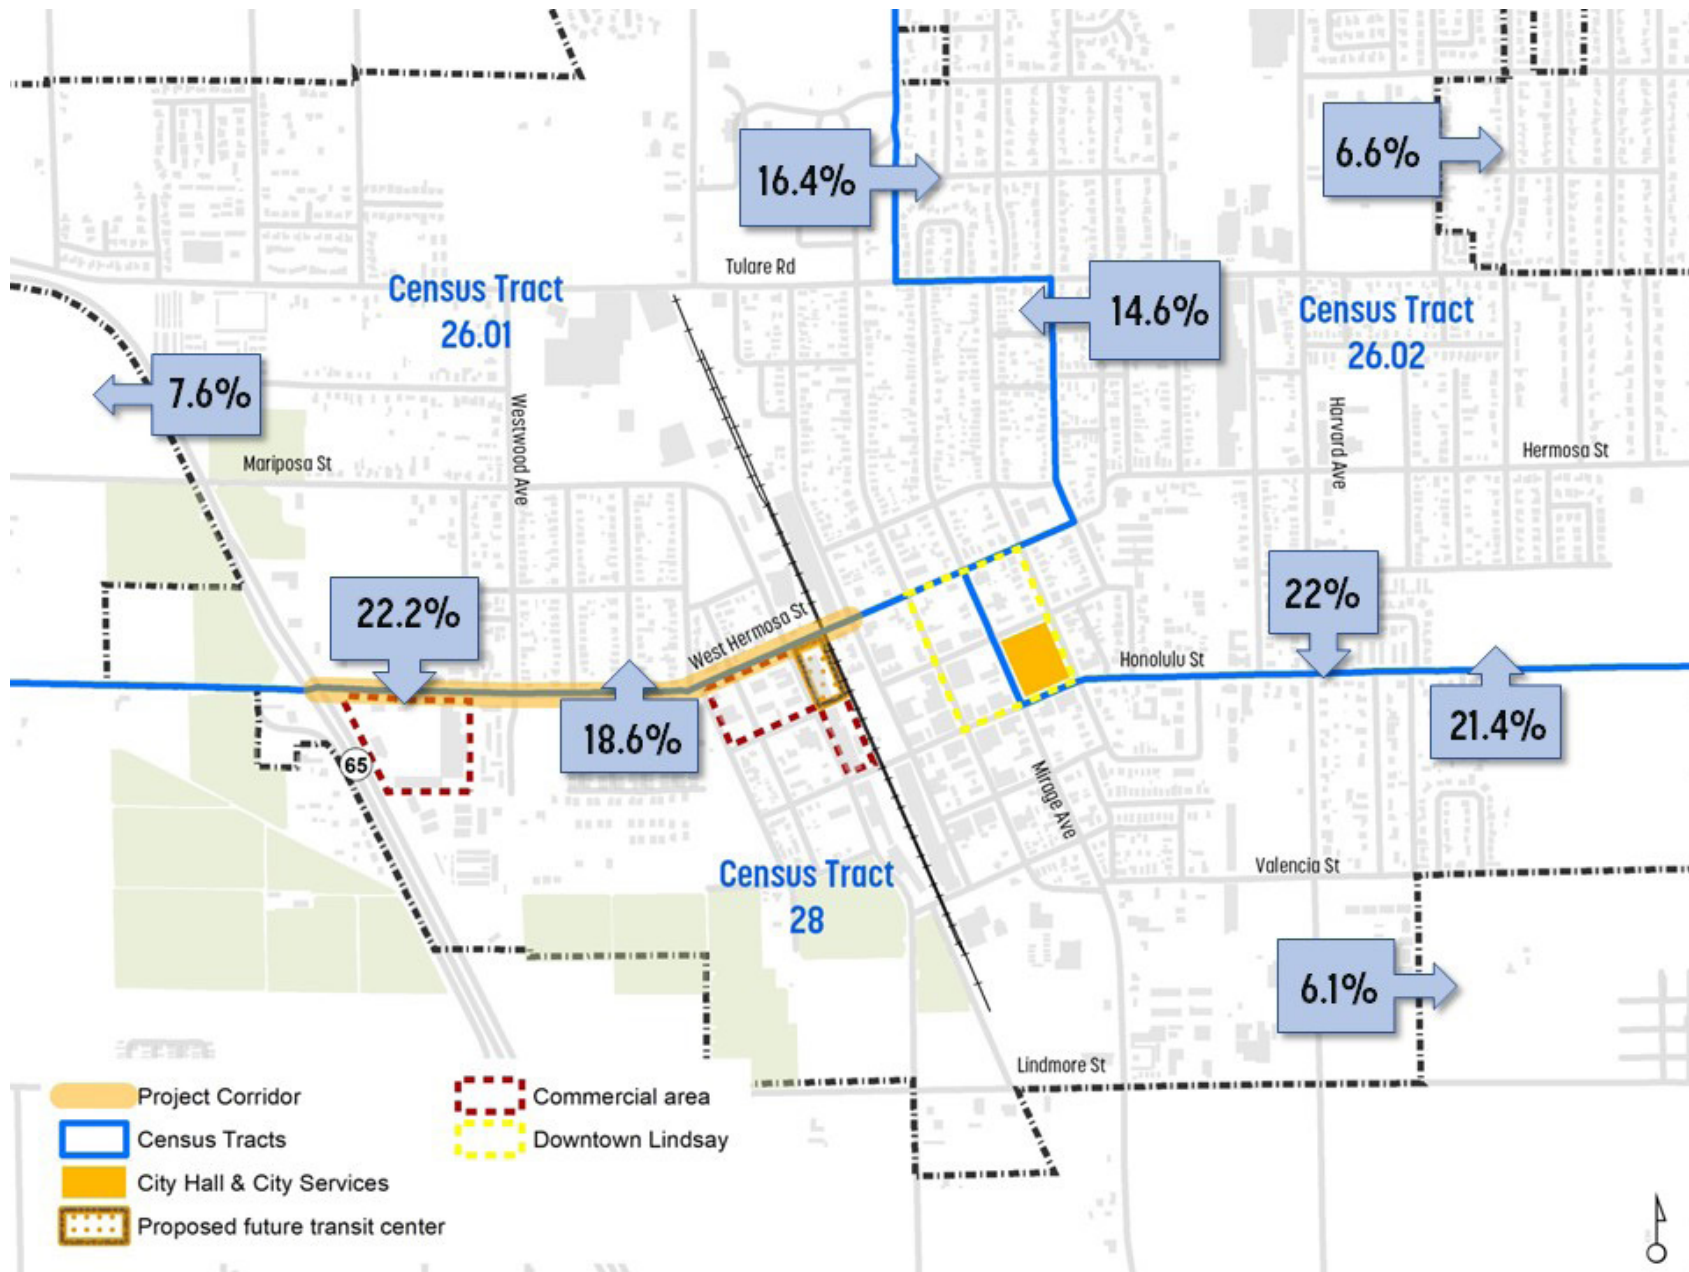 16.4%
6.6%
Tulare Rd
Census Tract
26.01
14.6%
Census Tract
26.02
7.6%
Westwood Ave
Harvard Ave
Mariposa St
Hermosa St
22.2%
West Hermosa St
22%
Honolulu St
18.6%
21.4%
65
Mirage Ave
Census Tract
28
Valencia St
6.1%
Lindmore St
Project Corridor
Census Tracts
City Hall & City Services
Proposed future transit center
Commercial area
Downtown Lindsay